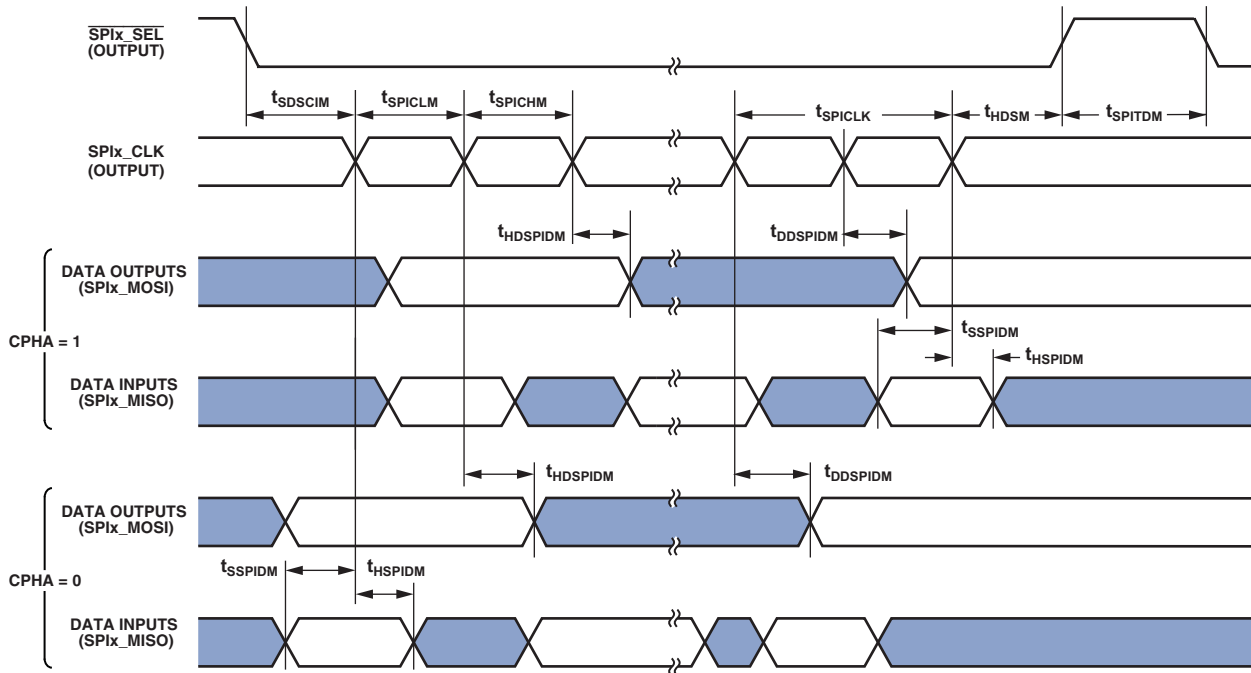 SPIx_SEL
(OUTPUT)
tSDSCIM
tSPICLM
tSPICHM
tSPICLK
tHDSM
tSPITDM
SPIx_CLK
(OUTPUT)
tHDSPIDM
tDDSPIDM
DATA OUTPUTS
(SPIx_MOSI)
tSSPIDM
CPHA = 1
tHSPIDM
DATA INPUTS
(SPIx_MISO)
tHDSPIDM
tDDSPIDM
DATA OUTPUTS
(SPIx_MOSI)
tSSPIDM
tHSPIDM
CPHA = 0
DATA INPUTS
(SPIx_MISO)